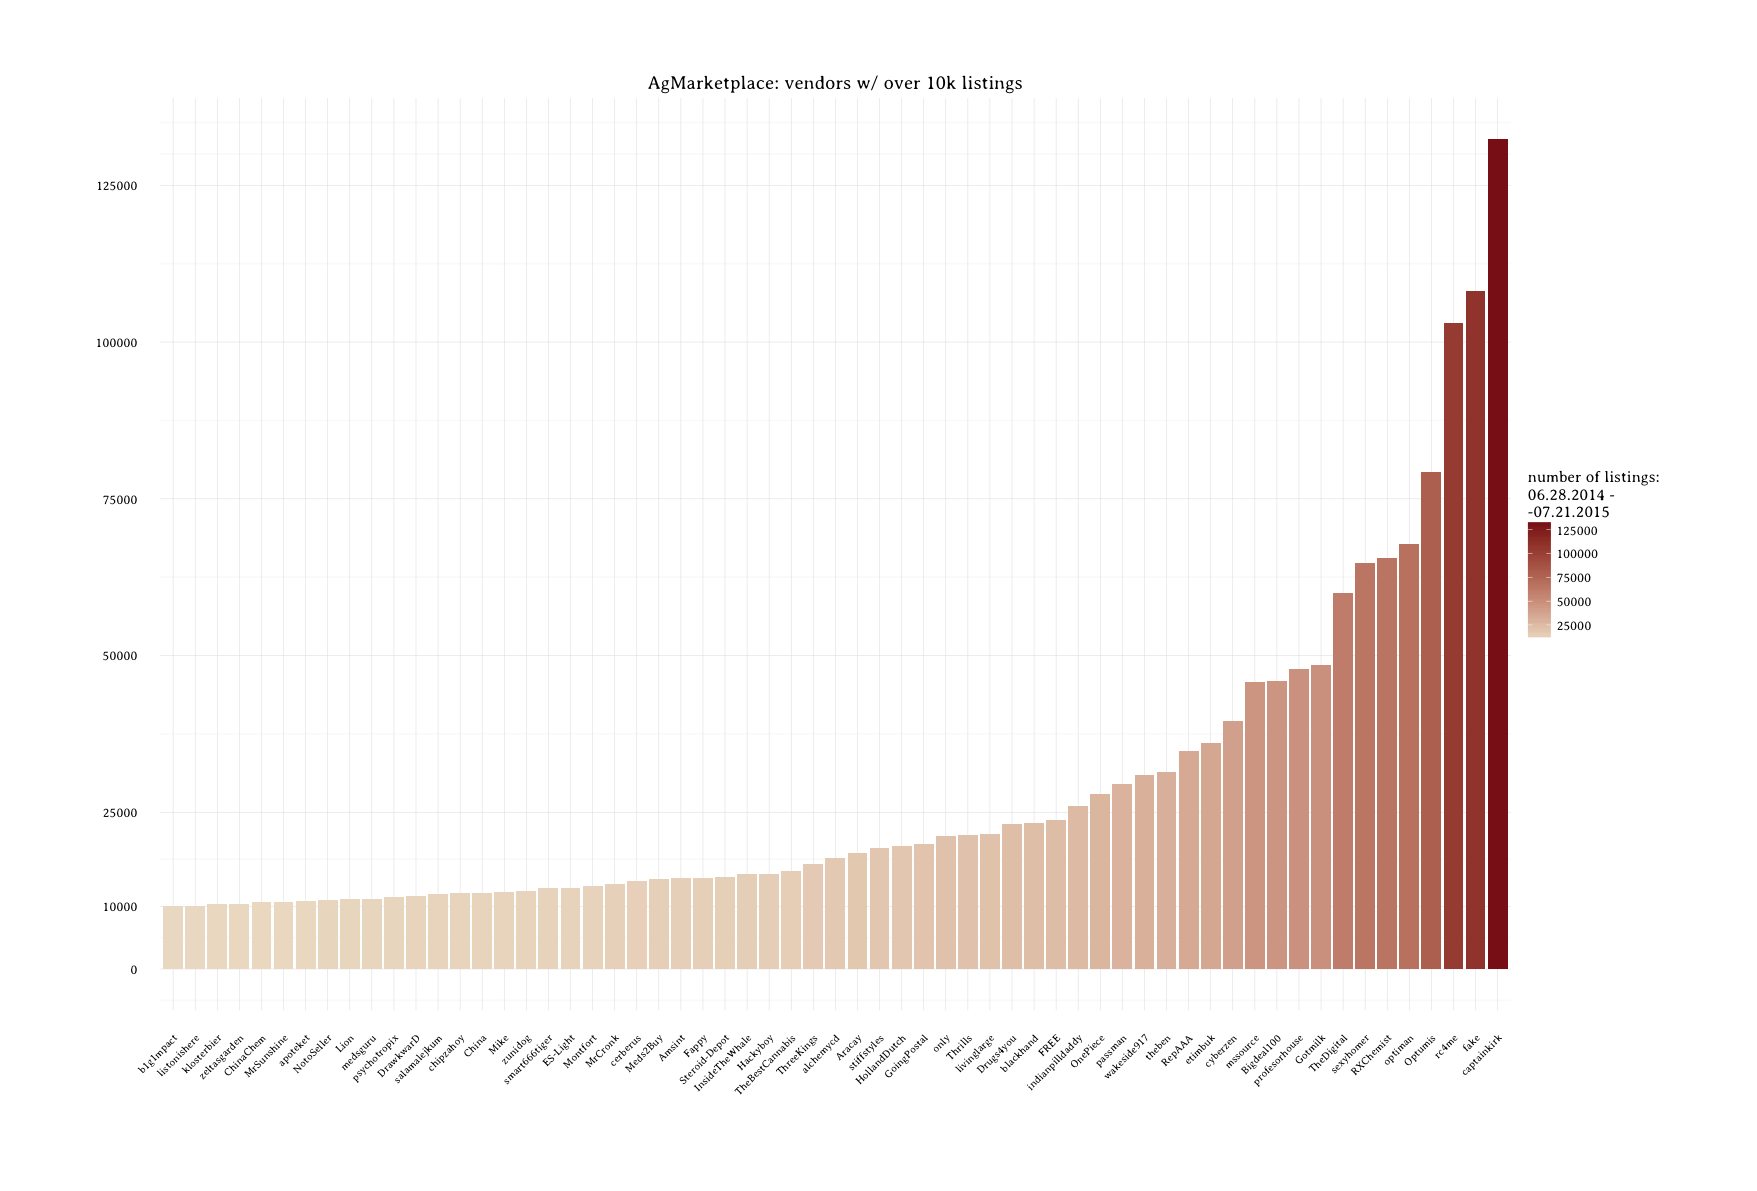 AgMarketplace: vendors w/ over 10k listings
125000
100000
75000
50000
25000
10000
0
number of listings:
06.28.2014 -
-07.21.2015
125000
100000
75000
50000
25000
b1g1mpact
listonishere
klosterbier
zeltasgarden
ChinaChem
MrSunshine
apoteket
NotoSeller
Lion
medsguru
psychotropix
DrawkwarD
salamalejkum
chipzahoy
China
Mike
zunidog
smart666tiger
ES-Light
Montfort
MrCronk
cerberus
Meds2Buy
Amsint
Fappy
Steroid-Depot
InsideTheWhale
Hackyboy
TheBestCannabis
ThreeKings
alchemycd
Aracay
stiffstyles
HollandDutch
GoingPostal
only
Thrills
livinglarge
Drugs4you
blackhand
FREE
indianpilldaddy
OnePiece
passman
wakeside917
theben
RepAAA
etimbuk
cyberzen
mssource
Bigdeal100
professorhouse
Gotmilk
TheDigital
sexyhomer
RXChemist
optiman
Optumis
rc4me
fake
captainkirk